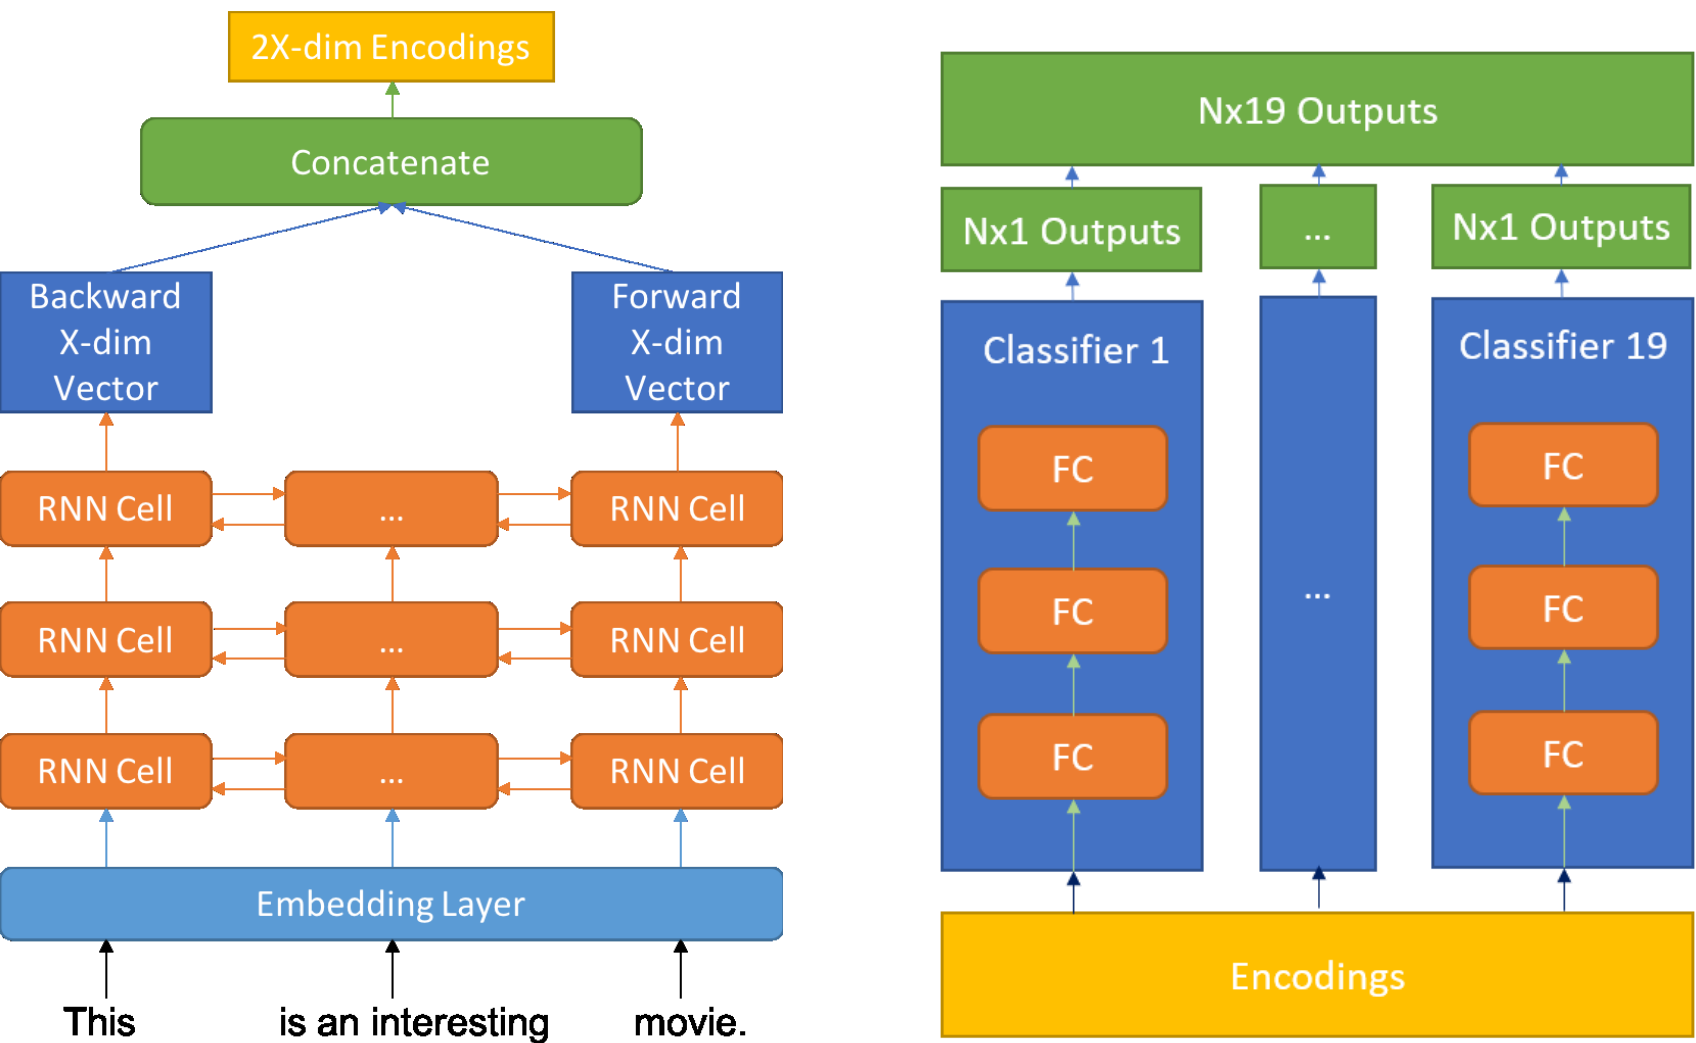 2X-dim Encodings
Concatenate
Backward
X-dim
Vector
Forward
X-dim
Vector
RNN Cell
...
RNN Cell
RNN Cell
...
RNN Cell
RNN Cell
...
RNN Cell
Embedding Layer
This
is an interesting
movie.
Nx19 Outputs
Nx1 Outputs
...
Nx1 Outputs
Classifier 1
FC
FC
FC
...
Classifier 19
FC
FC
FC
Encodings